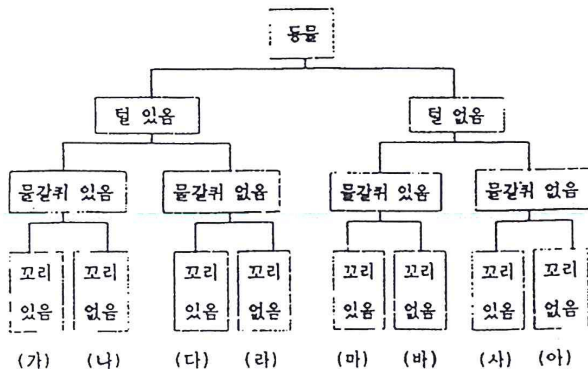 동물
털 있음 털 없음
물갈퀴 있음 물갈퀴 없음 물갈퀴 있음 물갈퀴 없음
꼬리 꼬리 꼬리 꼬리 꼬리 꼬리 꼬리 꼬리
있음 없음 있음 없음 있음 없음 있음 없음
(가) (나) (다) (라) (마) (바) (사) (아)